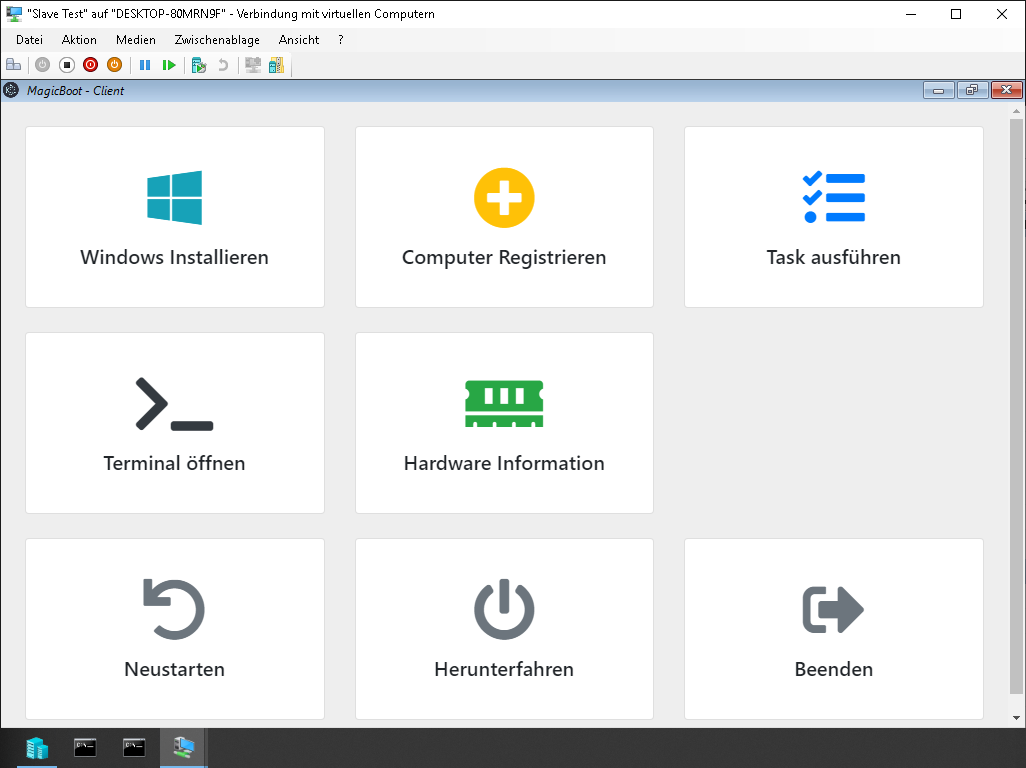 "Slave Test" auf "DESKTOP-80MRN9F" - Verbindung mit virtuellen Computern
Datei Aktion Medien Zwischenablage Ansicht ?
MagicBoot - Client
Windows Installieren Computer Registrieren Task ausführen
Terminal öffnen Hardware Information
Neustarten Herunterfahren Beenden